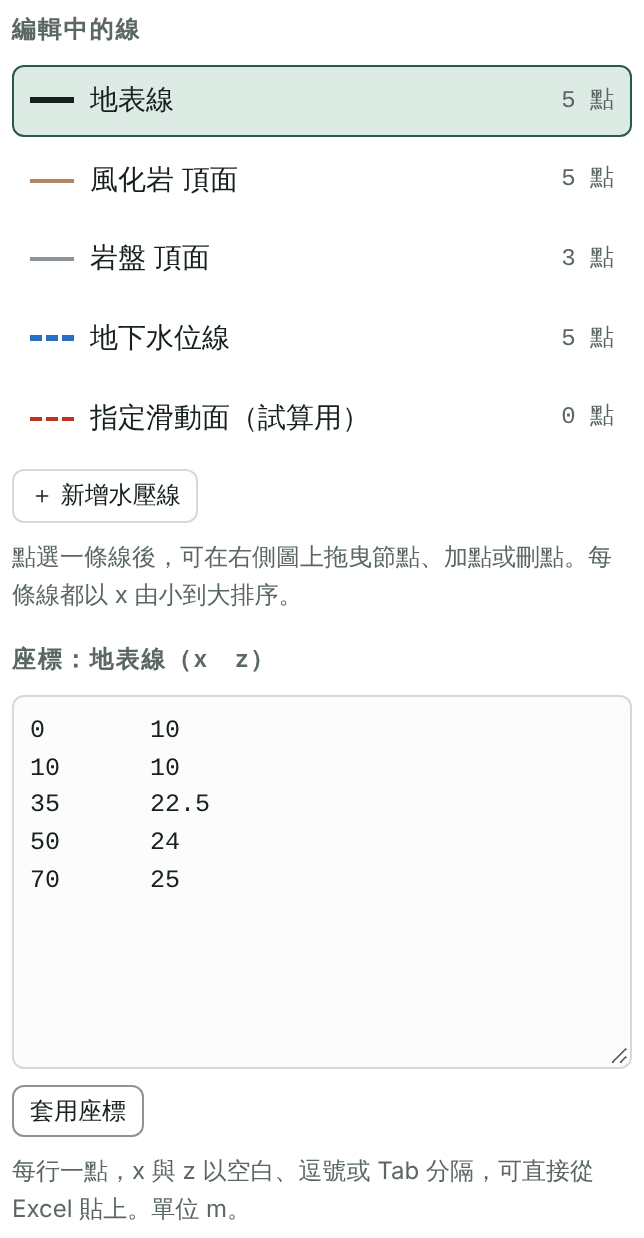 編輯中的線
地表線 5 點
風化岩 頂面 5 點
岩盤 頂面 3 點
地下水位線 5 點
指定滑動面（試算用） 0 點
＋ 新增水壓線
點選一條線後，可在右側圖上拖曳節點、加點或刪點。每
條線都以 x 由小到大排序。
座標：地表線（x　z）
0 10
10 10
35 22.5
50 24
70 25
套用座標
每行一點，x 與 z 以空白、逗號或 Tab 分隔，可直接從
Excel 貼上。單位 m。